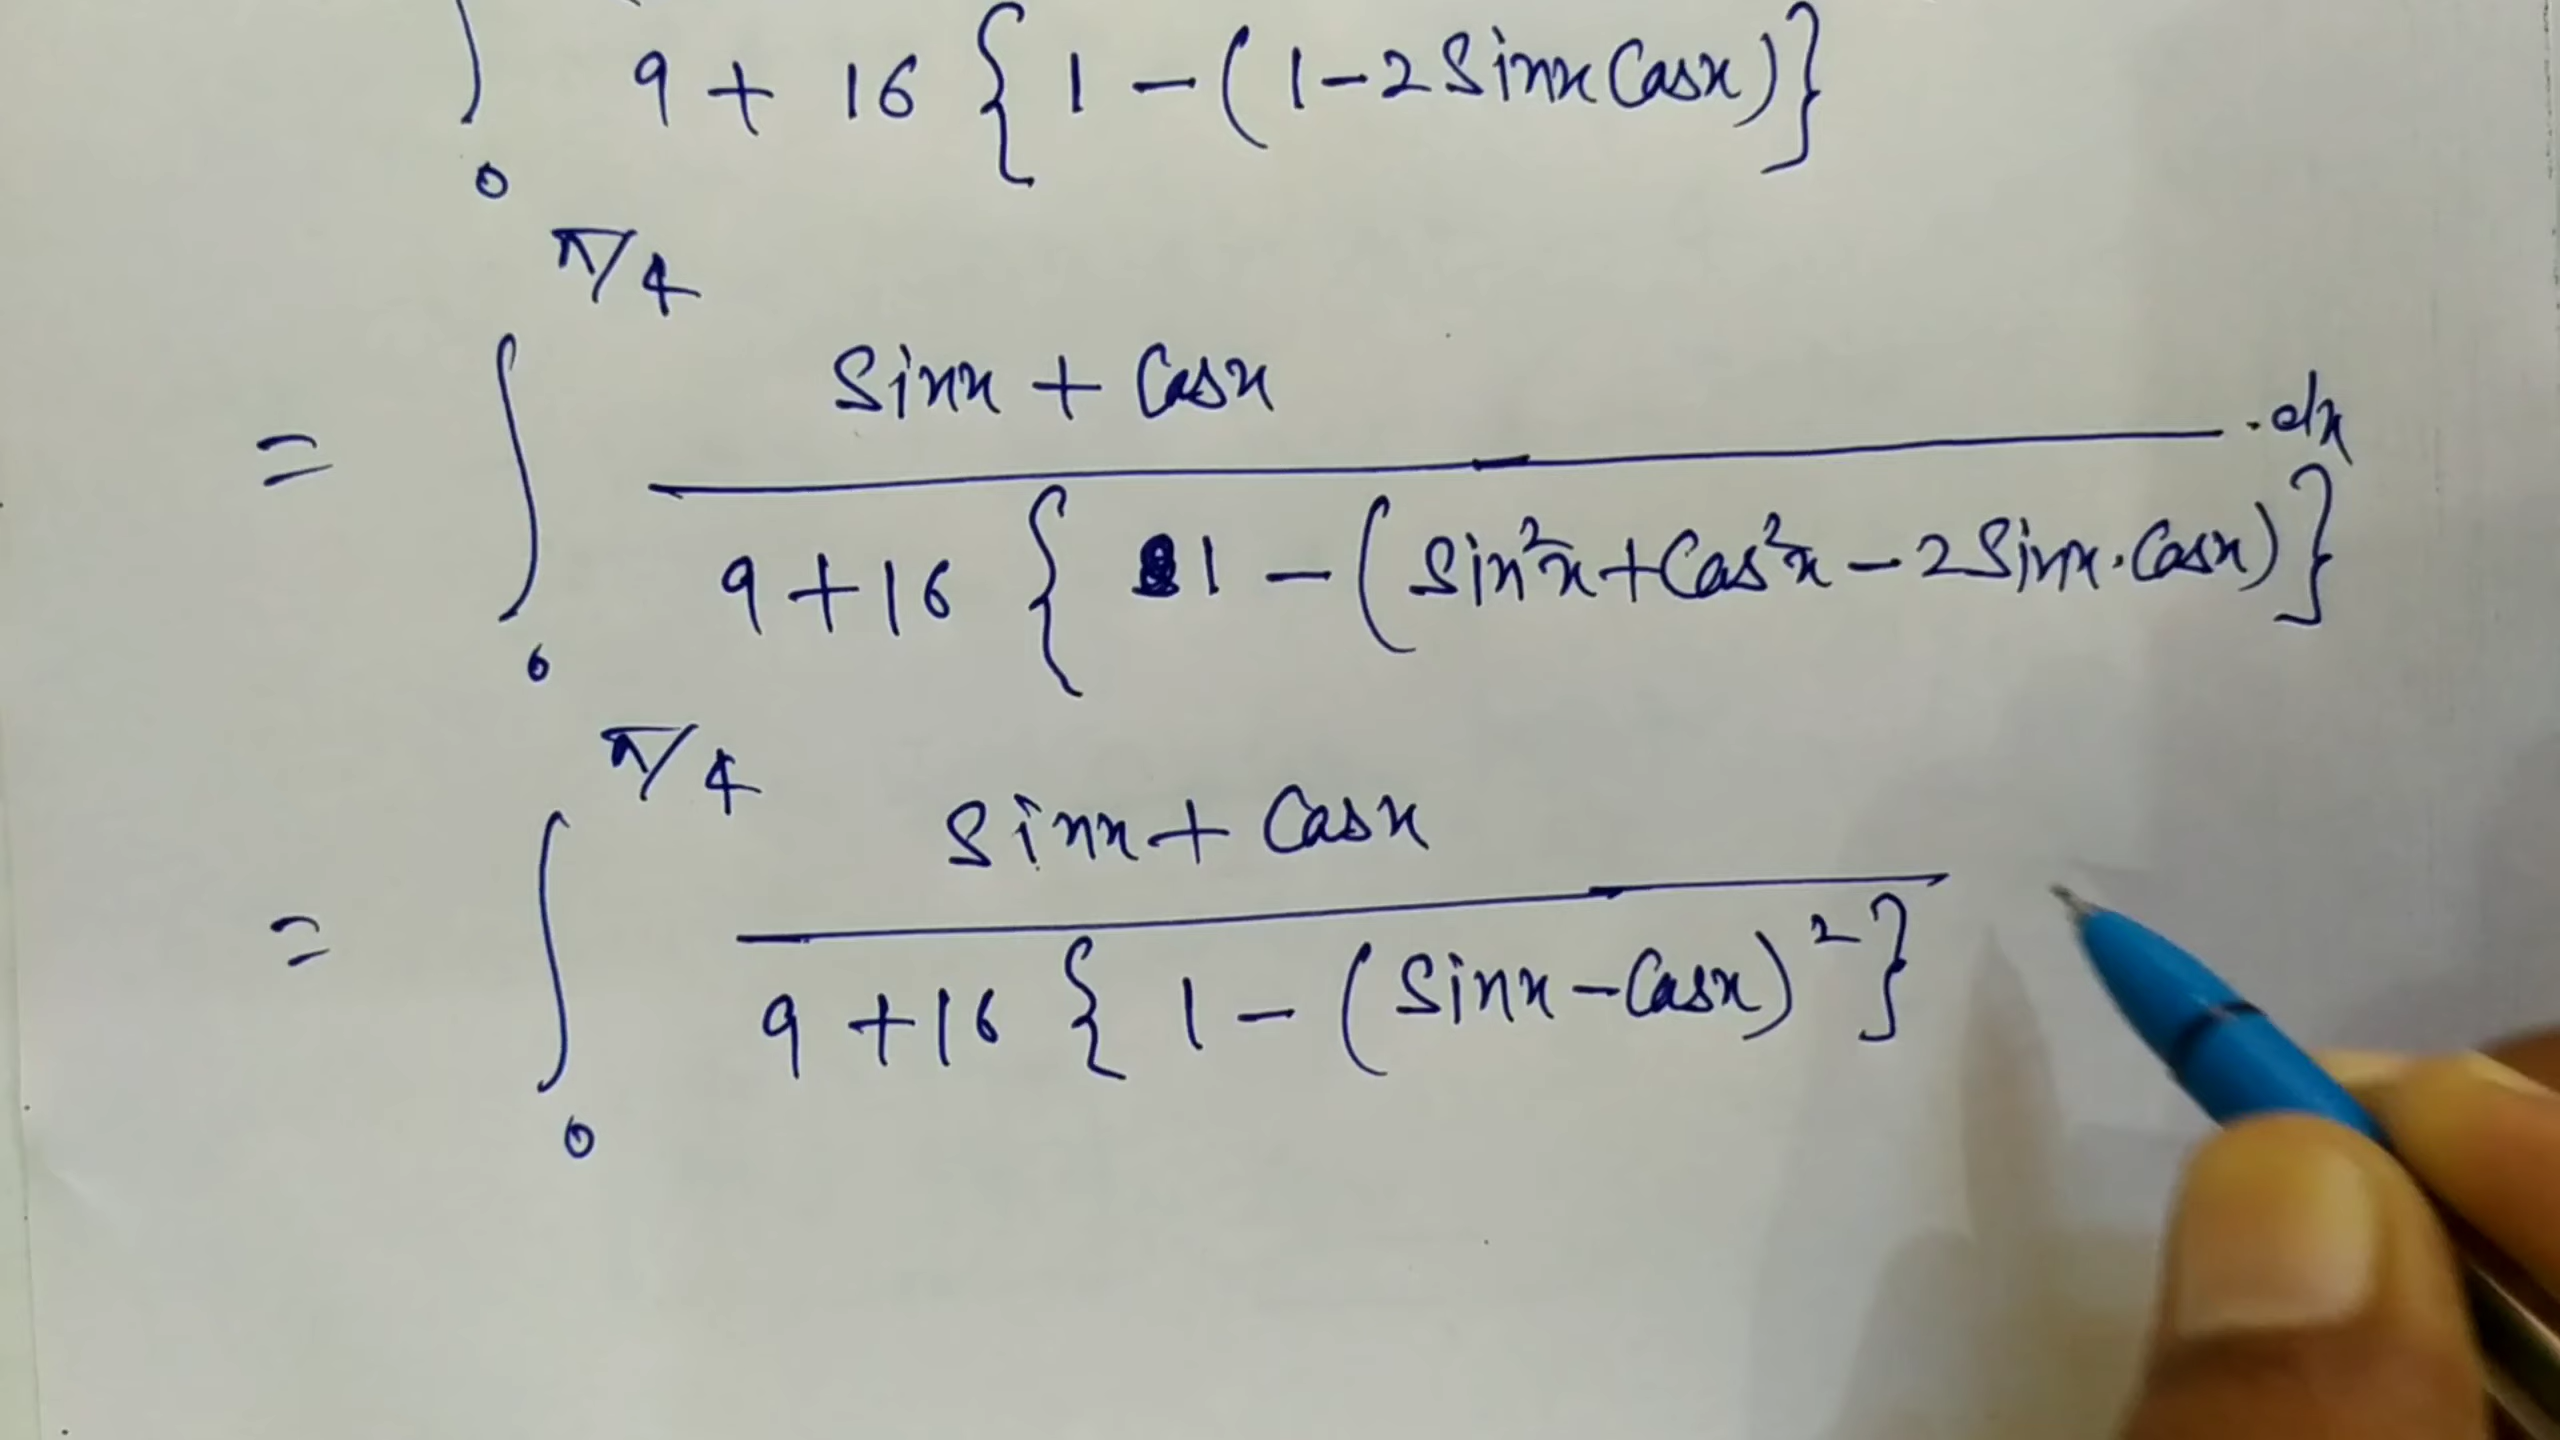 ∫ 9 + 16 { 1 - ( 1 - 2 Sinx Cosx ) }
0
π/4
Sinx + Cosx
= ∫ ———— .dx
9 + 16 { 1 - ( Sin²x + Cos²x - 2 Sinx . Cosx ) }
0
π/4
Sinx + Cosx
= ∫ ————
9 + 16 { 1 - ( Sinx - Cosx )² }
0